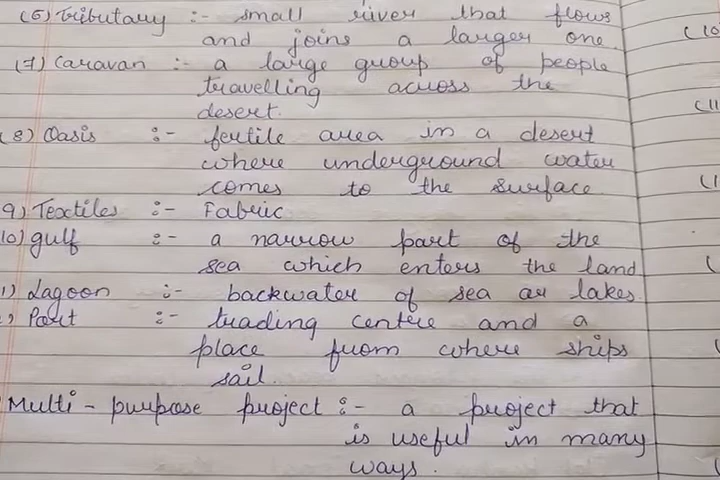 (6) Tributary :- small river that flows
and joins a larger one.
(7) Caravan :- a large group of people
travelling across the
desert.
(8) Oasis :- fertile area in a desert
where underground water
comes to the surface
9) Textiles :- Fabric
10) gulf :- a narrow part of the
sea which enters the land
1) Lagoon :- backwater of sea or lakes.
) Port :- trading centre and a
place from where ships
sail.
Multi-purpose project :- a project that
is useful in many
ways.
(10
(11
(1
(
(
(